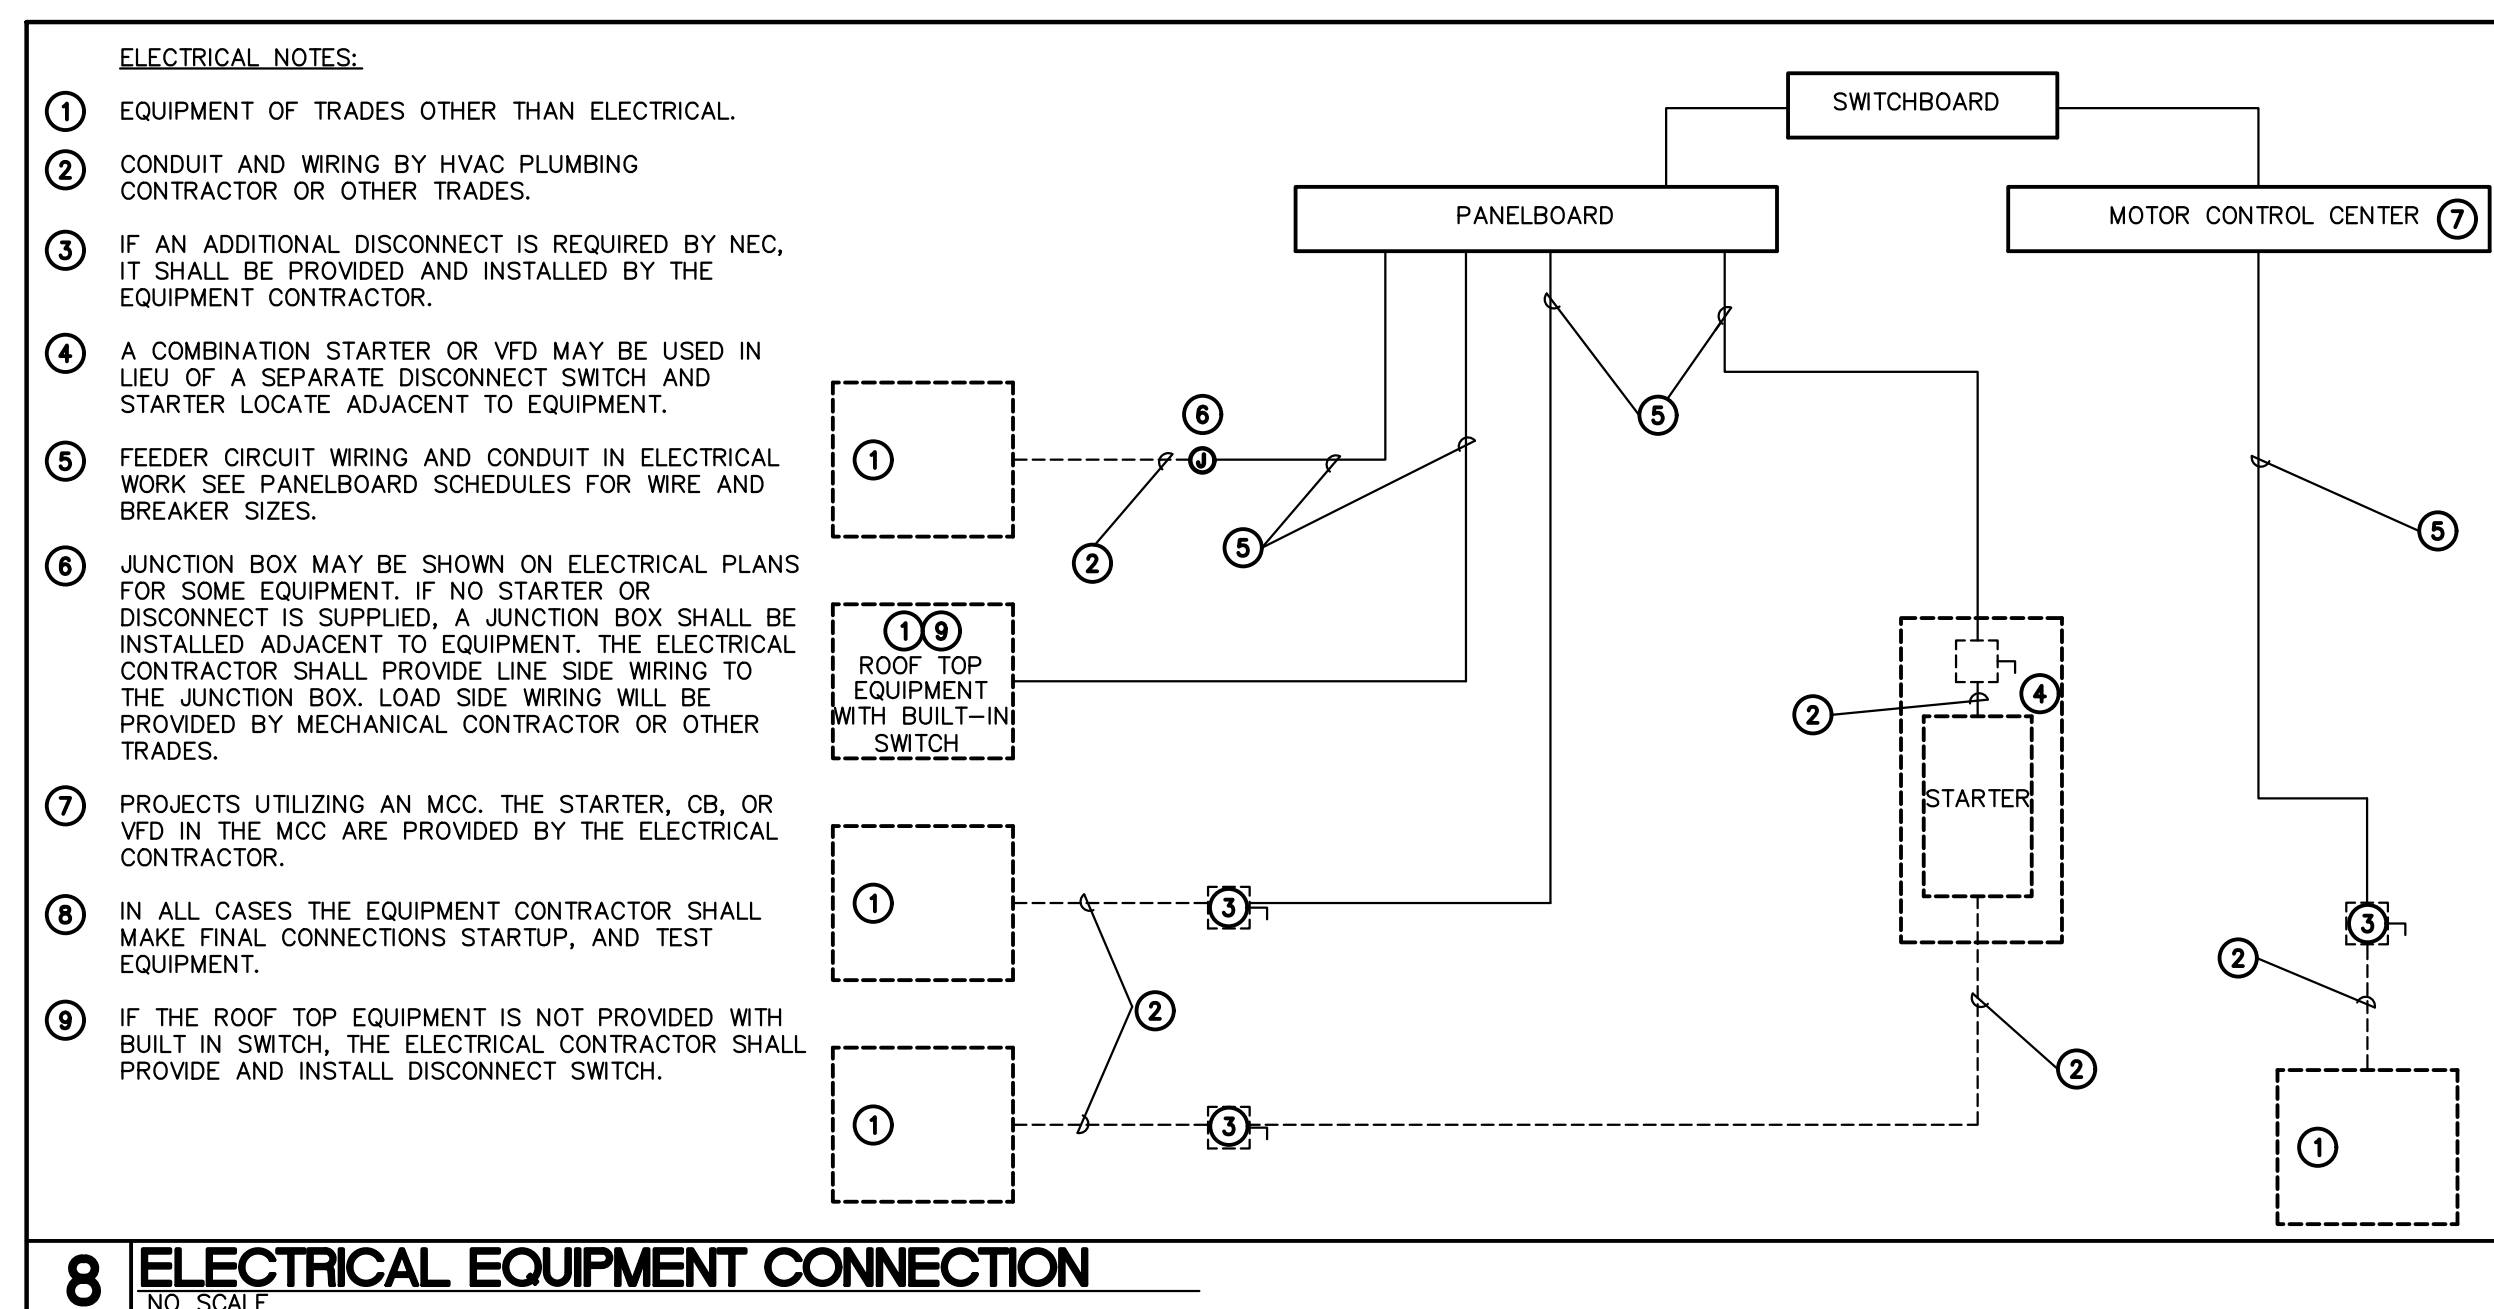 ELECTRICAL NOTES:
1 EQUIPMENT OF TRADES OTHER THAN ELECTRICAL.
2 CONDUIT AND WIRING BY HVAC PLUMBING
CONTRACTOR OR OTHER TRADES.
3 IF AN ADDITIONAL DISCONNECT IS REQUIRED BY NEC,
IT SHALL BE PROVIDED AND INSTALLED BY THE
EQUIPMENT CONTRACTOR.
4 A COMBINATION STARTER OR VFD MAY BE USED IN
LIEU OF A SEPARATE DISCONNECT SWITCH AND
STARTER LOCATE ADJACENT TO EQUIPMENT.
5 FEEDER CIRCUIT WIRING AND CONDUIT IN ELECTRICAL
WORK SEE PANELBOARD SCHEDULES FOR WIRE AND
BREAKER SIZES.
6 JUNCTION BOX MAY BE SHOWN ON ELECTRICAL PLANS
FOR SOME EQUIPMENT. IF NO STARTER OR
DISCONNECT IS SUPPLIED, A JUNCTION BOX SHALL BE
INSTALLED ADJACENT TO EQUIPMENT. THE ELECTRICAL
CONTRACTOR SHALL PROVIDE LINE SIDE WIRING TO
THE JUNCTION BOX. LOAD SIDE WIRING WILL BE
PROVIDED BY MECHANICAL CONTRACTOR OR OTHER
TRADES.
7 PROJECTS UTILIZING AN MCC. THE STARTER, CB, OR
VFD IN THE MCC ARE PROVIDED BY THE ELECTRICAL
CONTRACTOR.
8 IN ALL CASES THE EQUIPMENT CONTRACTOR SHALL
MAKE FINAL CONNECTIONS STARTUP, AND TEST
EQUIPMENT.
9 IF THE ROOF TOP EQUIPMENT IS NOT PROVIDED WITH
BUILT IN SWITCH, THE ELECTRICAL CONTRACTOR SHALL
PROVIDE AND INSTALL DISCONNECT SWITCH.
SWITCHBOARD
PANELBOARD
MOTOR CONTROL CENTER 7
5
6
1
J
2
5
5
1 9
ROOF TOP
EQUIPMENT
WITH BUILT-IN
SWITCH
4
2
STARTER
1
3
3
2
2
2
1
3
1
8 ELECTRICAL EQUIPMENT CONNECTION
NO SCALE